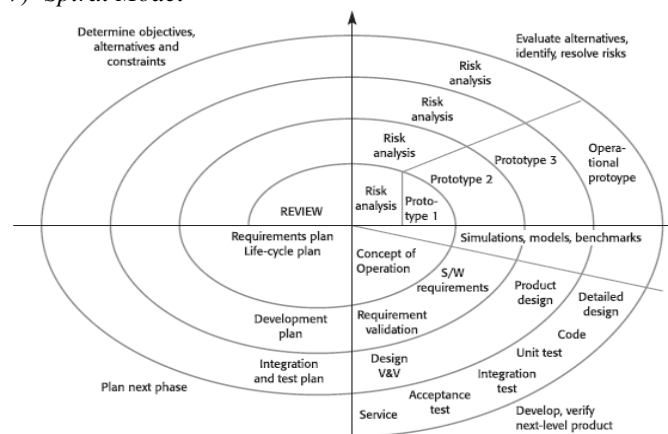 Spiral Model
Determine objectives,
alternatives and
constraints
Evaluate alternatives,
identify, resolve risks
Risk
analysis
Risk
analysis
Risk
analysis
Risk
analysis
Proto-
type 1
Prototype 2
Prototype 3
Opera-
tional
protoype
REVIEW
Requirements plan
Life-cycle plan
Simulations, models, benchmarks
Concept of
Operation
S/W
requirements
Product
design
Detailed
design
Development
plan
Requirement
validation
Code
Unit test
Integration
and test plan
Design
V&V
Integration
test
Plan next phase
Acceptance
test
Service
Develop, verify
next-level product